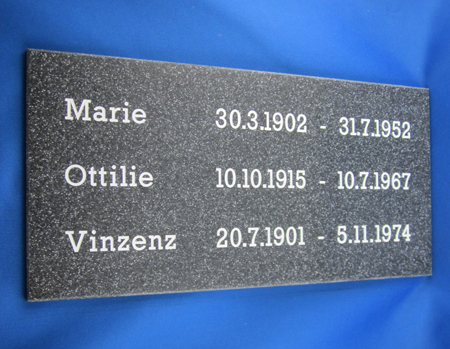 Marie 30.3.1902 - 31.7.1952
Ottilie 10.10.1915 - 10.7.1967
Vinzenz 20.7.1901 - 5.11.1974